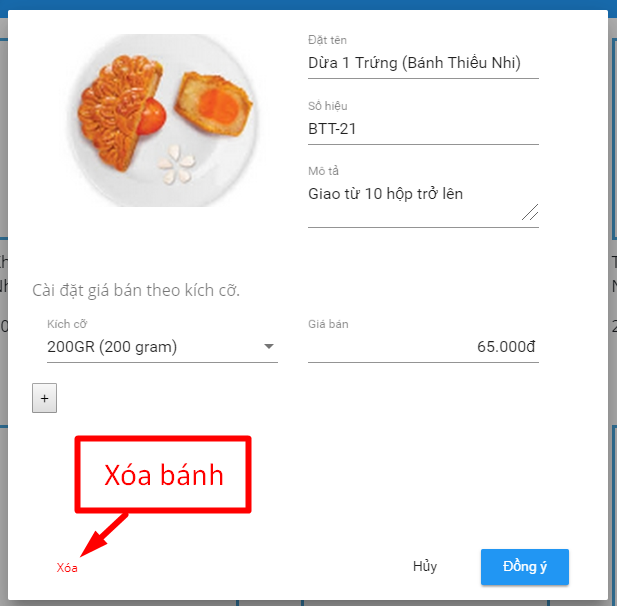 Đặt tên
Dừa 1 Trứng (Bánh Thiếu Nhi)
Số hiệu
BTT-21
Mô tả
Giao từ 10 hộp trở lên
Cài đặt giá bán theo kích cỡ.
Kích cỡ
Giá bán
200GR (200 gram)
65.000đ
+
Xóa bánh
Xóa
Hủy
Đồng ý